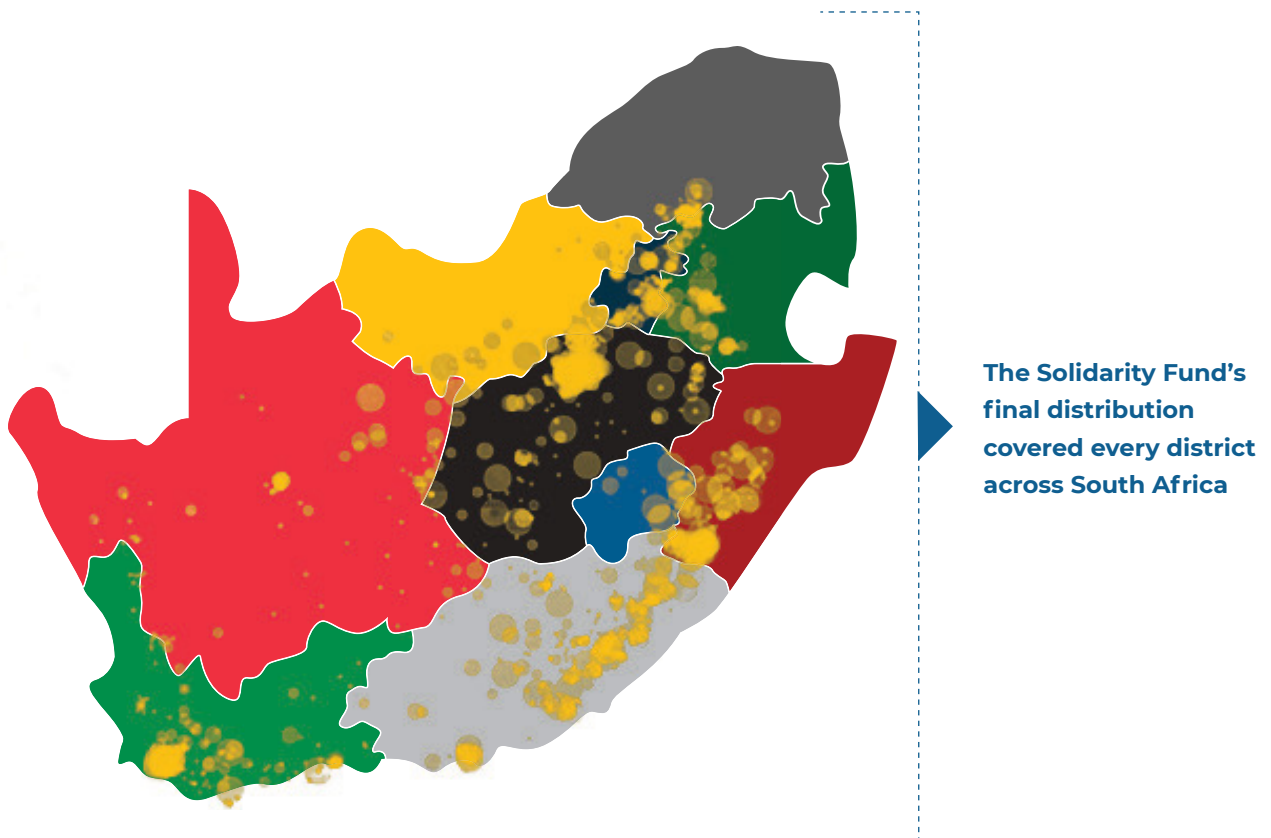 The Solidarity Fund’s
final distribution
covered every district
across South Africa